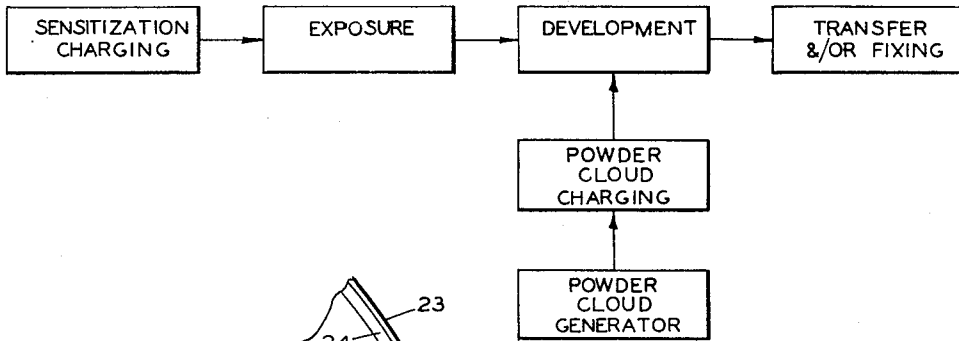 SENSITIZATION
CHARGING
EXPOSURE
DEVELOPMENT
TRANSFER
&/OR FIXING
POWDER
CLOUD
CHARGING
POWDER
CLOUD
GENERATOR
23
24